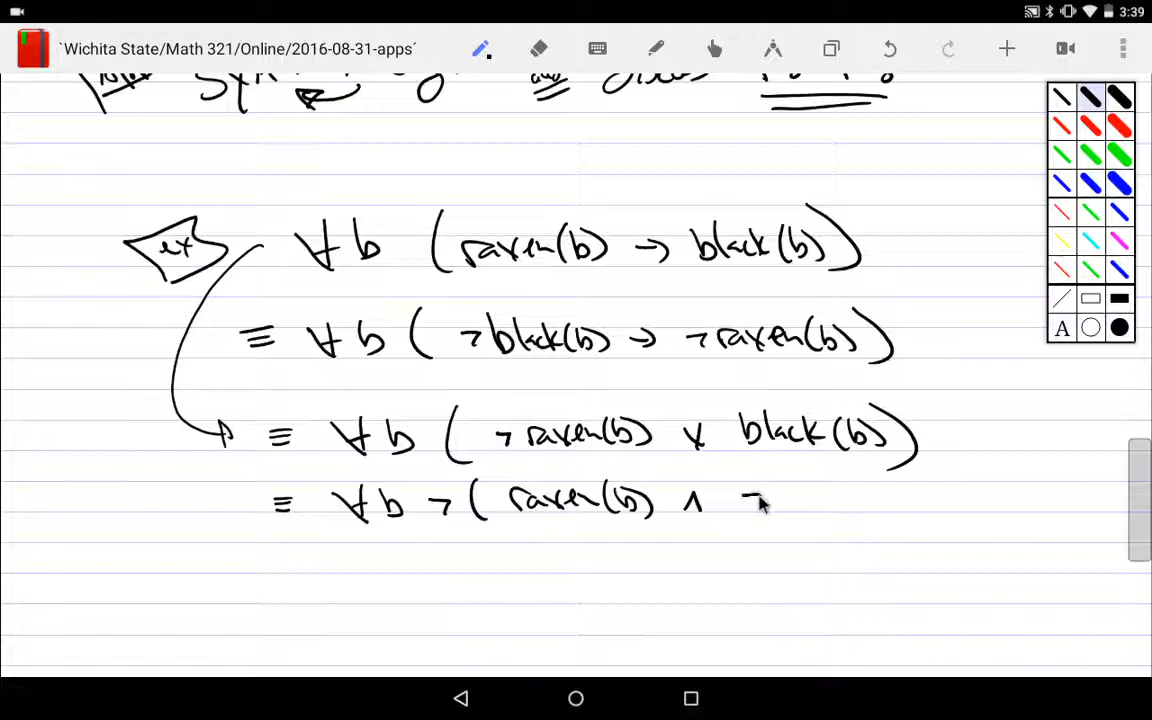 3:39
`Wichita State/Math 321/Online/2016-08-31-apps´
ex ∀b (raven(b) → black(b))
≡ ∀b (¬black(b) → ¬raven(b))
≡ ∀b (¬raven(b) ∨ black(b))
≡ ∀b ¬(raven(b) ∧ ¬
A